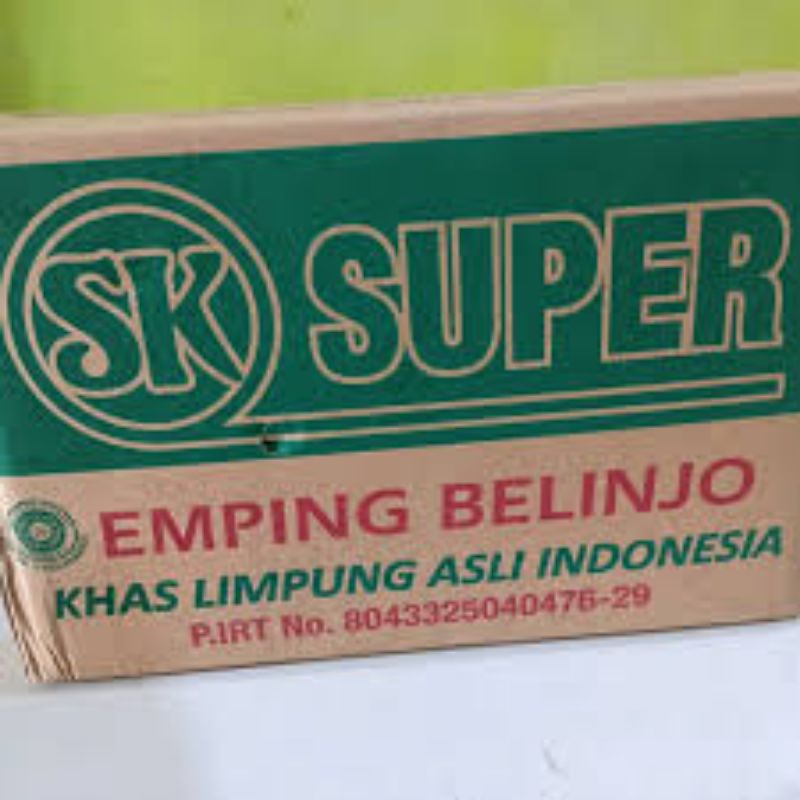 SK SUPER
EMPING BELINJO
KHAS LIMPUNG ASLI INDONESIA
P.IRT No. 8043325040476-29